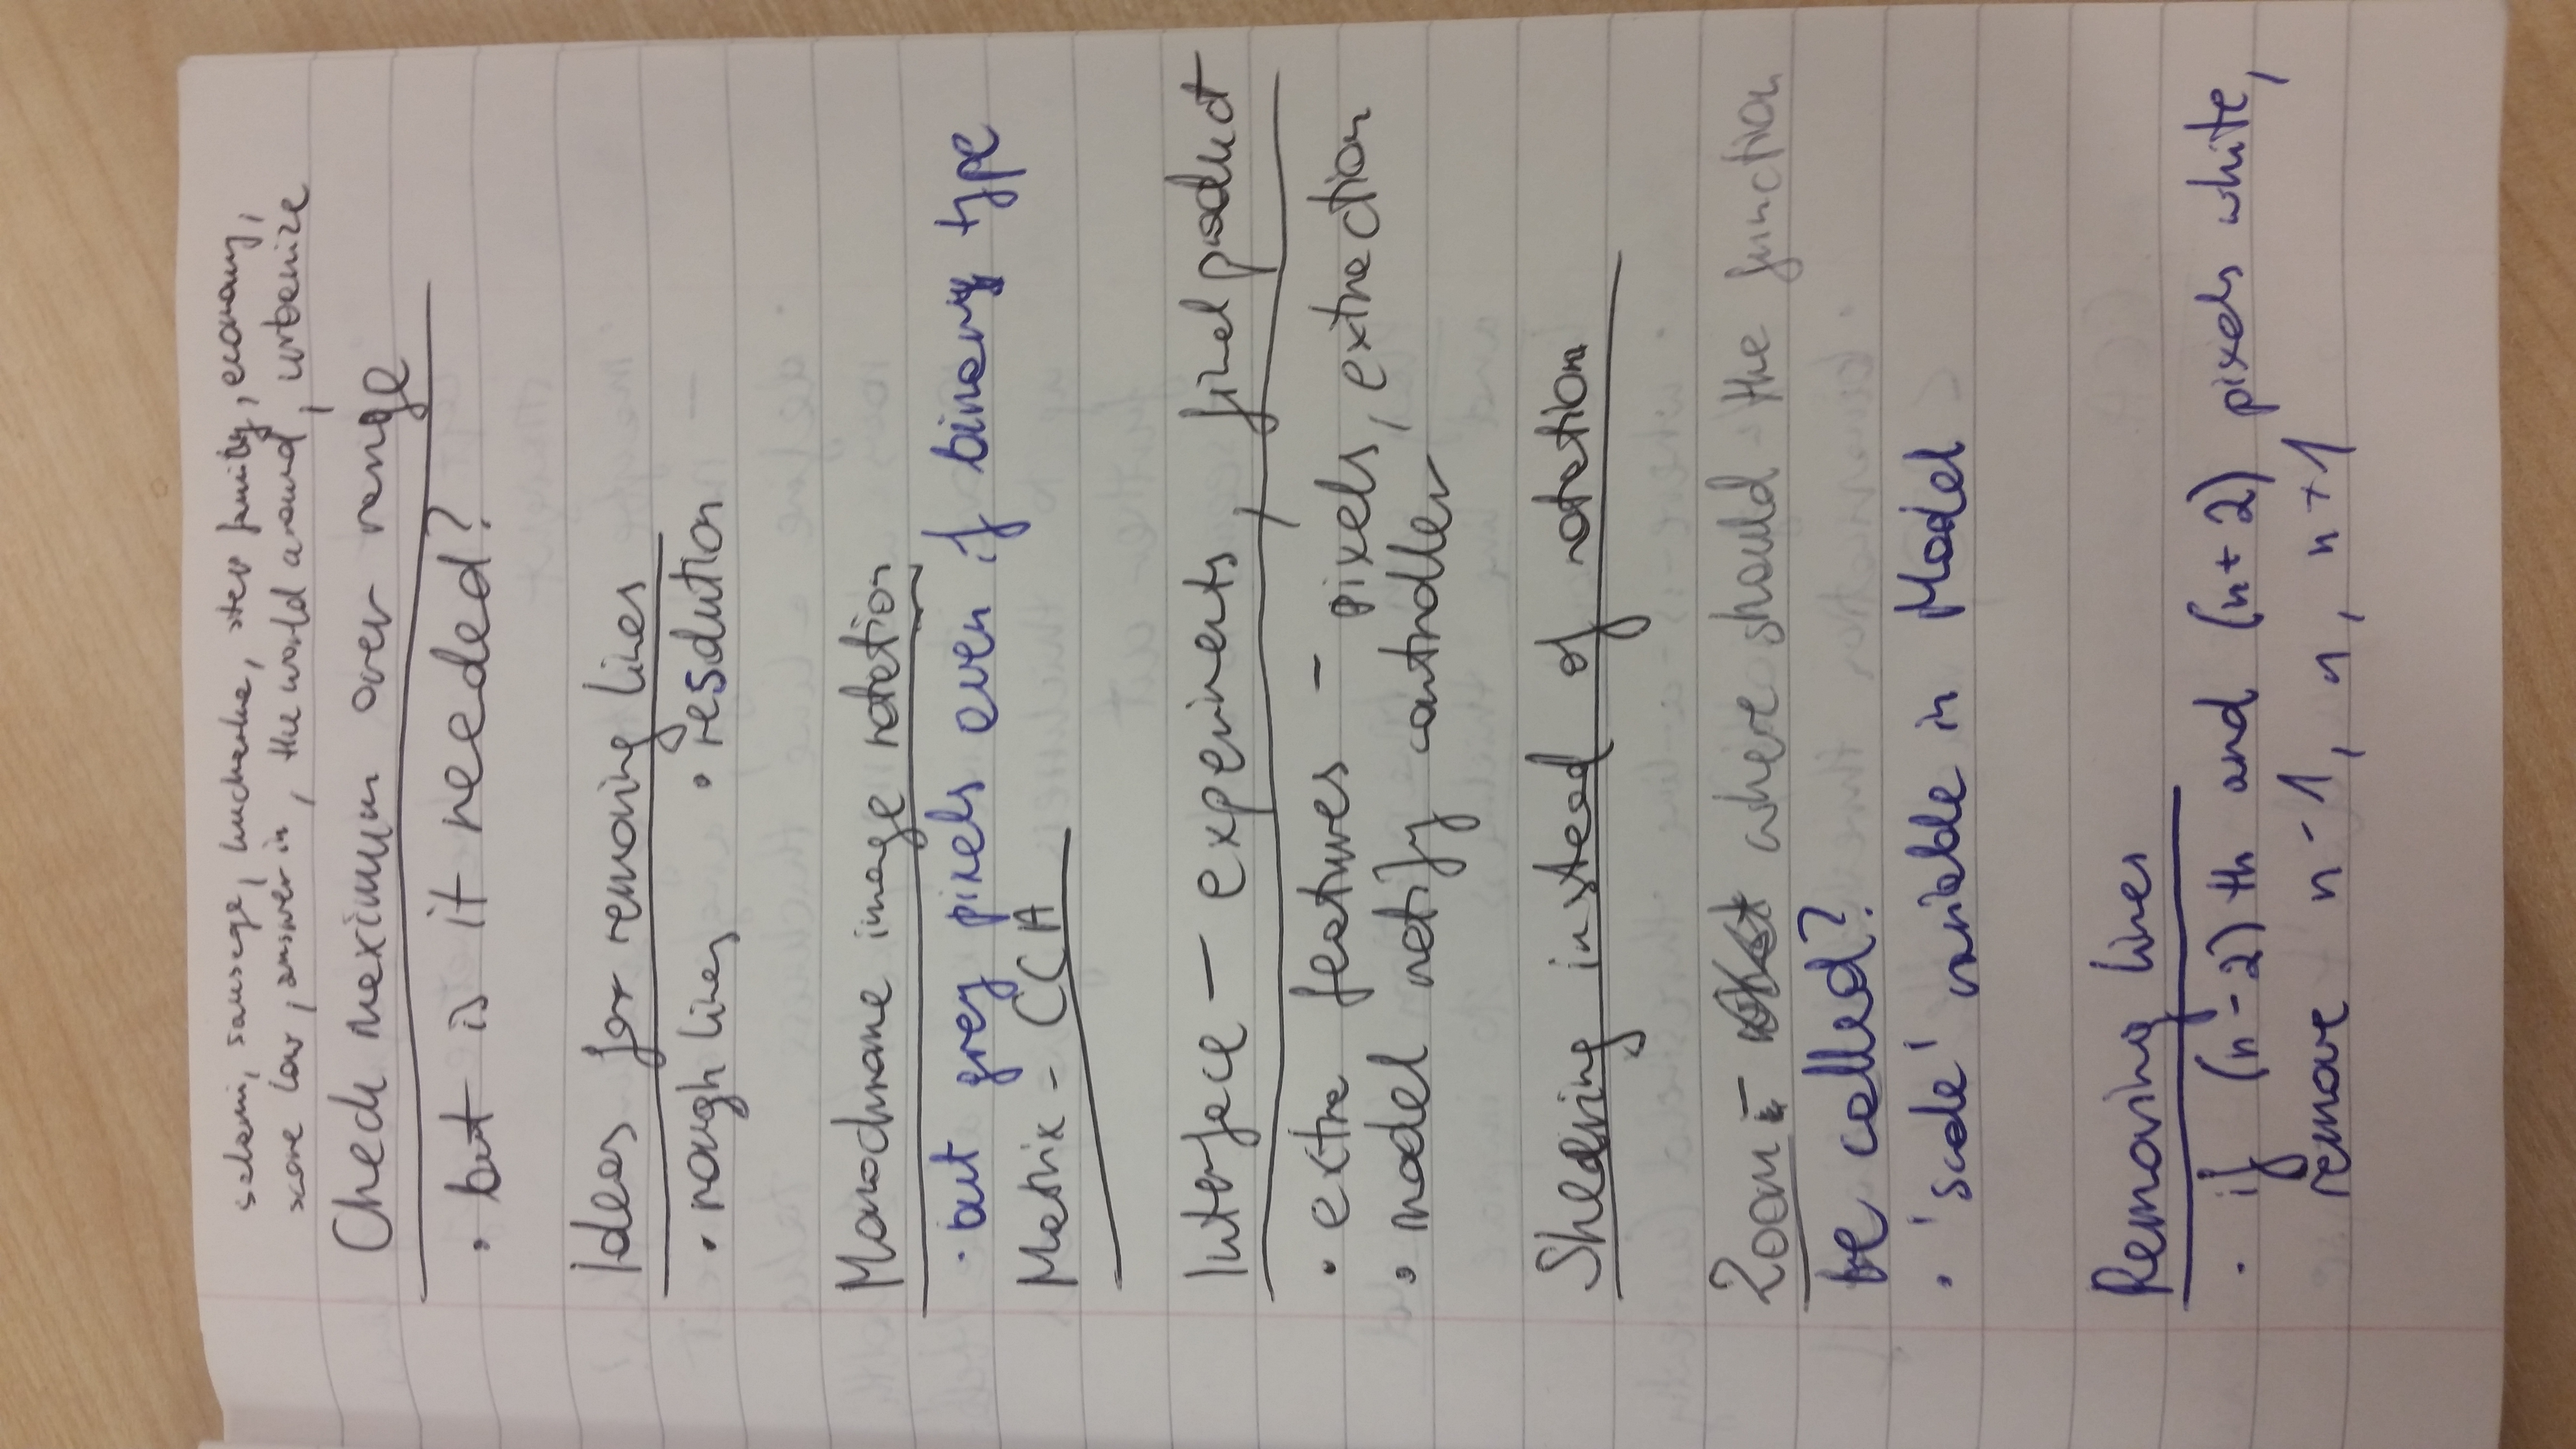 salami, sausage, kucharka, step family, economy,
score low, answer in, the world around, urbanize
Check maximum over range
• but is it needed?
Ideas for removing lines
• rough lines • resolution
Monochrome image rotation
• but grey pixels even if binary type
Matrix - CCA
Interface - experiments, final product
• extra features - pixels, extraction
• model notify controller
Shearing instead of rotation
Zoom - where should the function
be called?
• 'scale' variable in Model
Removing lines
• if (n-2)th and (n+2) pixels white,
remove n-1, n, n+1